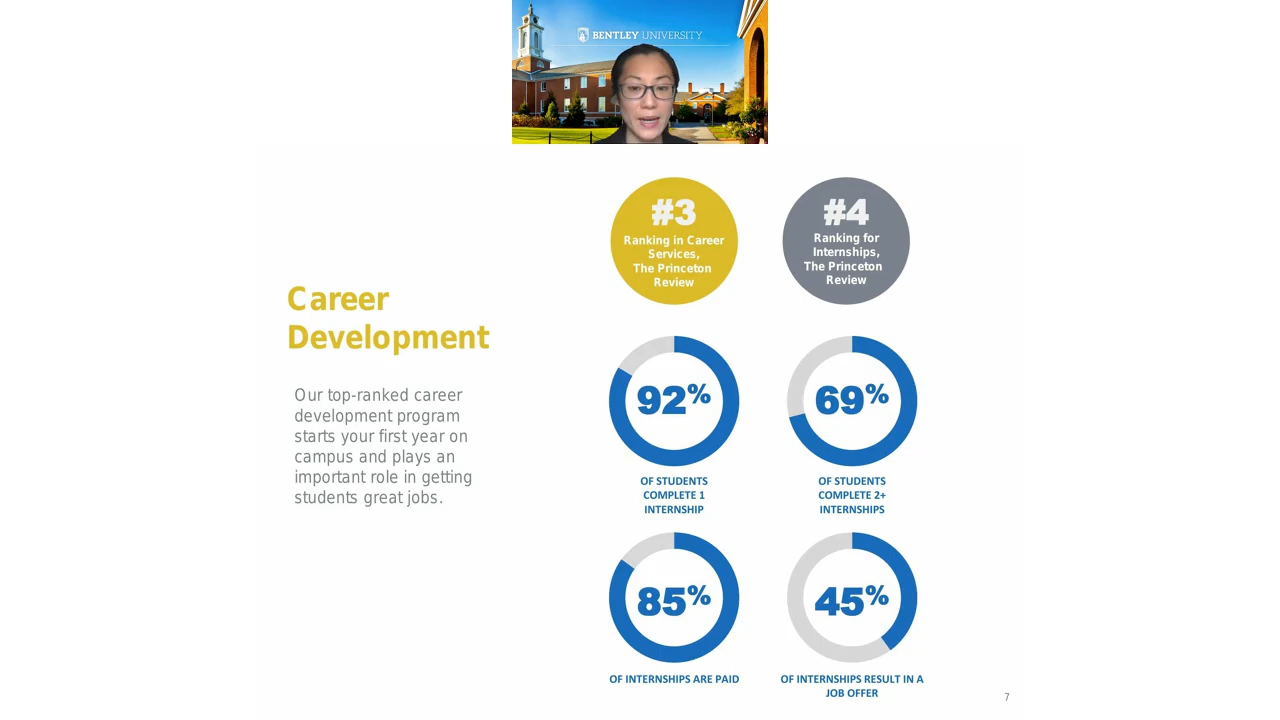 BENTLEY UNIVERSITY
Career
Development
Our top-ranked career
development program
starts your first year on
campus and plays an
important role in getting
students great jobs.
#3
Ranking in Career
Services,
The Princeton
Review
#4
Ranking for
Internships,
The Princeton
Review
92%
OF STUDENTS
COMPLETE 1
INTERNSHIP
69%
OF STUDENTS
COMPLETE 2+
INTERNSHIPS
85%
OF INTERNSHIPS ARE PAID
45%
OF INTERNSHIPS RESULT IN A
JOB OFFER
7